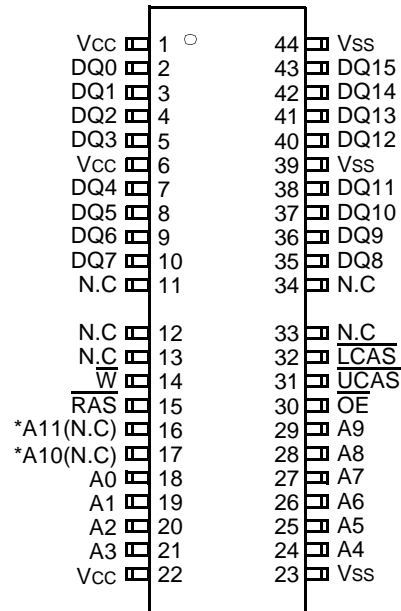 Vcc 1 44 Vss
DQ0 2 43 DQ15
DQ1 3 42 DQ14
DQ2 4 41 DQ13
DQ3 5 40 DQ12
Vcc 6 39 Vss
DQ4 7 38 DQ11
DQ5 8 37 DQ10
DQ6 9 36 DQ9
DQ7 10 35 DQ8
N.C 11 34 N.C
N.C 12 33 N.C
N.C 13 32 L̅C̅A̅S̅
W̅ 14 31 U̅C̅A̅S̅
R̅A̅S̅ 15 30 O̅E̅
*A11(N.C) 16 29 A9
*A10(N.C) 17 28 A8
A0 18 27 A7
A1 19 26 A6
A2 20 25 A5
A3 21 24 A4
Vcc 22 23 Vss